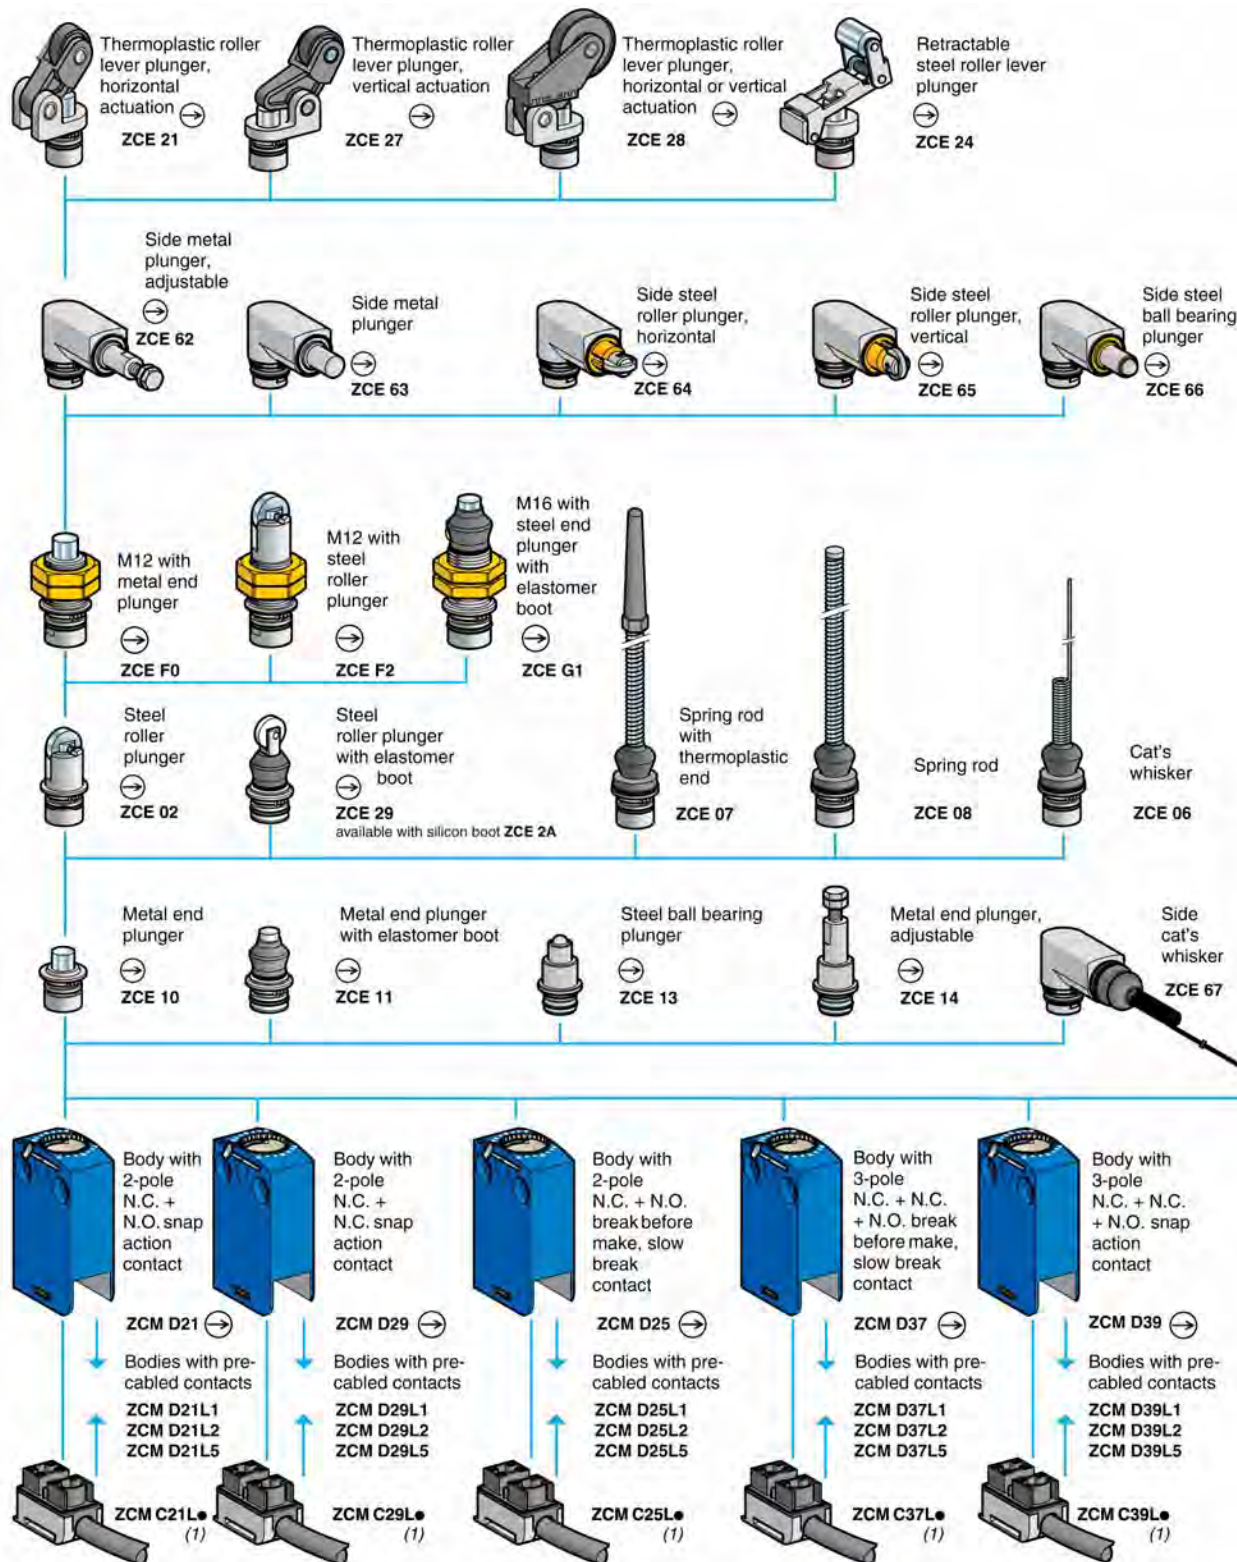 Thermoplastic roller
lever plunger,
horizontal
actuation
ZCE 21
Thermoplastic roller
lever plunger,
vertical actuation
ZCE 27
Thermoplastic roller
lever plunger,
horizontal or vertical
actuation
ZCE 28
Retractable
steel roller lever
plunger
ZCE 24
Side metal
plunger,
adjustable
ZCE 62
Side metal
plunger
ZCE 63
Side steel
roller plunger,
horizontal
ZCE 64
Side steel
roller plunger,
vertical
ZCE 65
Side steel
ball bearing
plunger
ZCE 66
M12 with
metal end
plunger
ZCE F0
M12 with
steel
roller
plunger
ZCE F2
M16 with
steel end
plunger
with
elastomer
boot
ZCE G1
Steel
roller
plunger
ZCE 02
Steel
roller plunger
with elastomer
boot
ZCE 29
available with silicon boot ZCE 2A
Spring rod
with
thermoplastic
end
ZCE 07
Spring rod
ZCE 08
Cat's
whisker
ZCE 06
Metal end
plunger
ZCE 10
Metal end plunger
with elastomer boot
ZCE 11
Steel ball bearing
plunger
ZCE 13
Metal end plunger,
adjustable
ZCE 14
Side
cat's
whisker
ZCE 67
Body with
2-pole
N.C. +
N.O. snap
action
contact
ZCM D21
Bodies with pre-
cabled contacts
ZCM D21L1
ZCM D21L2
ZCM D21L5
ZCM C21L●
(1)
Body with
2-pole
N.C. +
N.C. snap
action
contact
ZCM D29
Bodies with pre-
cabled contacts
ZCM D29L1
ZCM D29L2
ZCM D29L5
ZCM C29L●
(1)
Body with
2-pole
N.C. + N.O.
break before
make, slow
break
contact
ZCM D25
Bodies with pre-
cabled contacts
ZCM D25L1
ZCM D25L2
ZCM D25L5
ZCM C25L●
(1)
Body with
3-pole
N.C. + N.C.
+ N.O. break
before make,
slow break
contact
ZCM D37
Bodies with pre-
cabled contacts
ZCM D37L1
ZCM D37L2
ZCM D37L5
ZCM C37L●
(1)
Body with
3-pole
N.C. + N.C.
+ N.O. snap
action
contact
ZCM D39
Bodies with pre-
cabled contacts
ZCM D39L1
ZCM D39L2
ZCM D39L5
ZCM C39L●
(1)